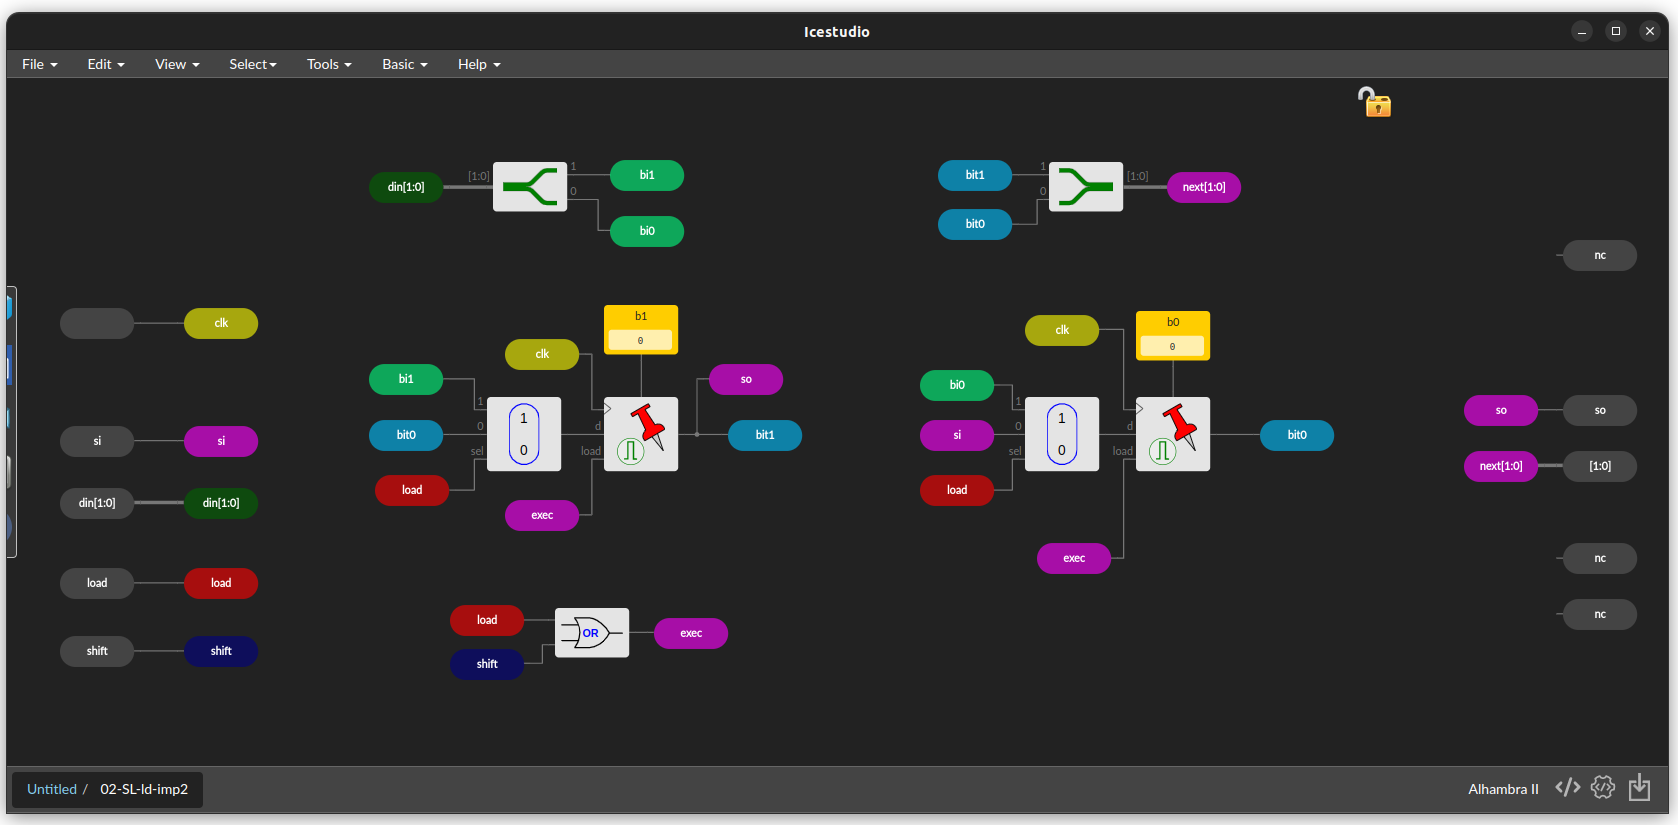 Icestudio
File Edit View Select Tools Basic Help
din[1:0] [1:0] 1 bi1
0 bi0
bit1 1 [1:0] next[1:0]
bit0 0
nc
clk
b1
0
clk
b0
0
clk
bi1 1
bit0 0
sel
load
1
0
d
load
exec
so
bit1
bi0 1
si 0
sel
load
1
0
d
load
exec
bit0
si si
din[1:0] din[1:0]
load load
shift shift
load
shift
OR
exec
so so
next[1:0] [1:0]
nc
nc
Untitled / 02-SL-ld-imp2
Alhambra II